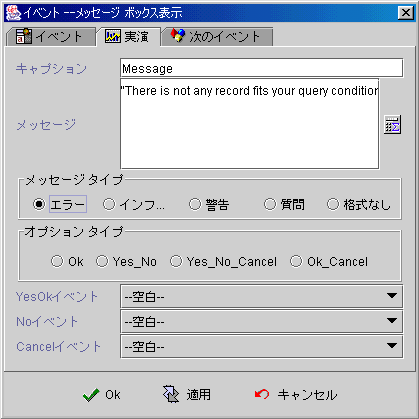 イベント --メッセージ ボックス表示
イベント 実演 次のイベント
キャプション Message
メッセージ "There is not any record fits your query condition
メッセージ タイプ
エラー インフ... 警告 質問 格式なし
オプション タイプ
Ok Yes_No Yes_No_Cancel Ok_Cancel
YesOkイベント --空白--
Noイベント --空白--
Cancelイベント --空白--
Ok 適用 キャンセル